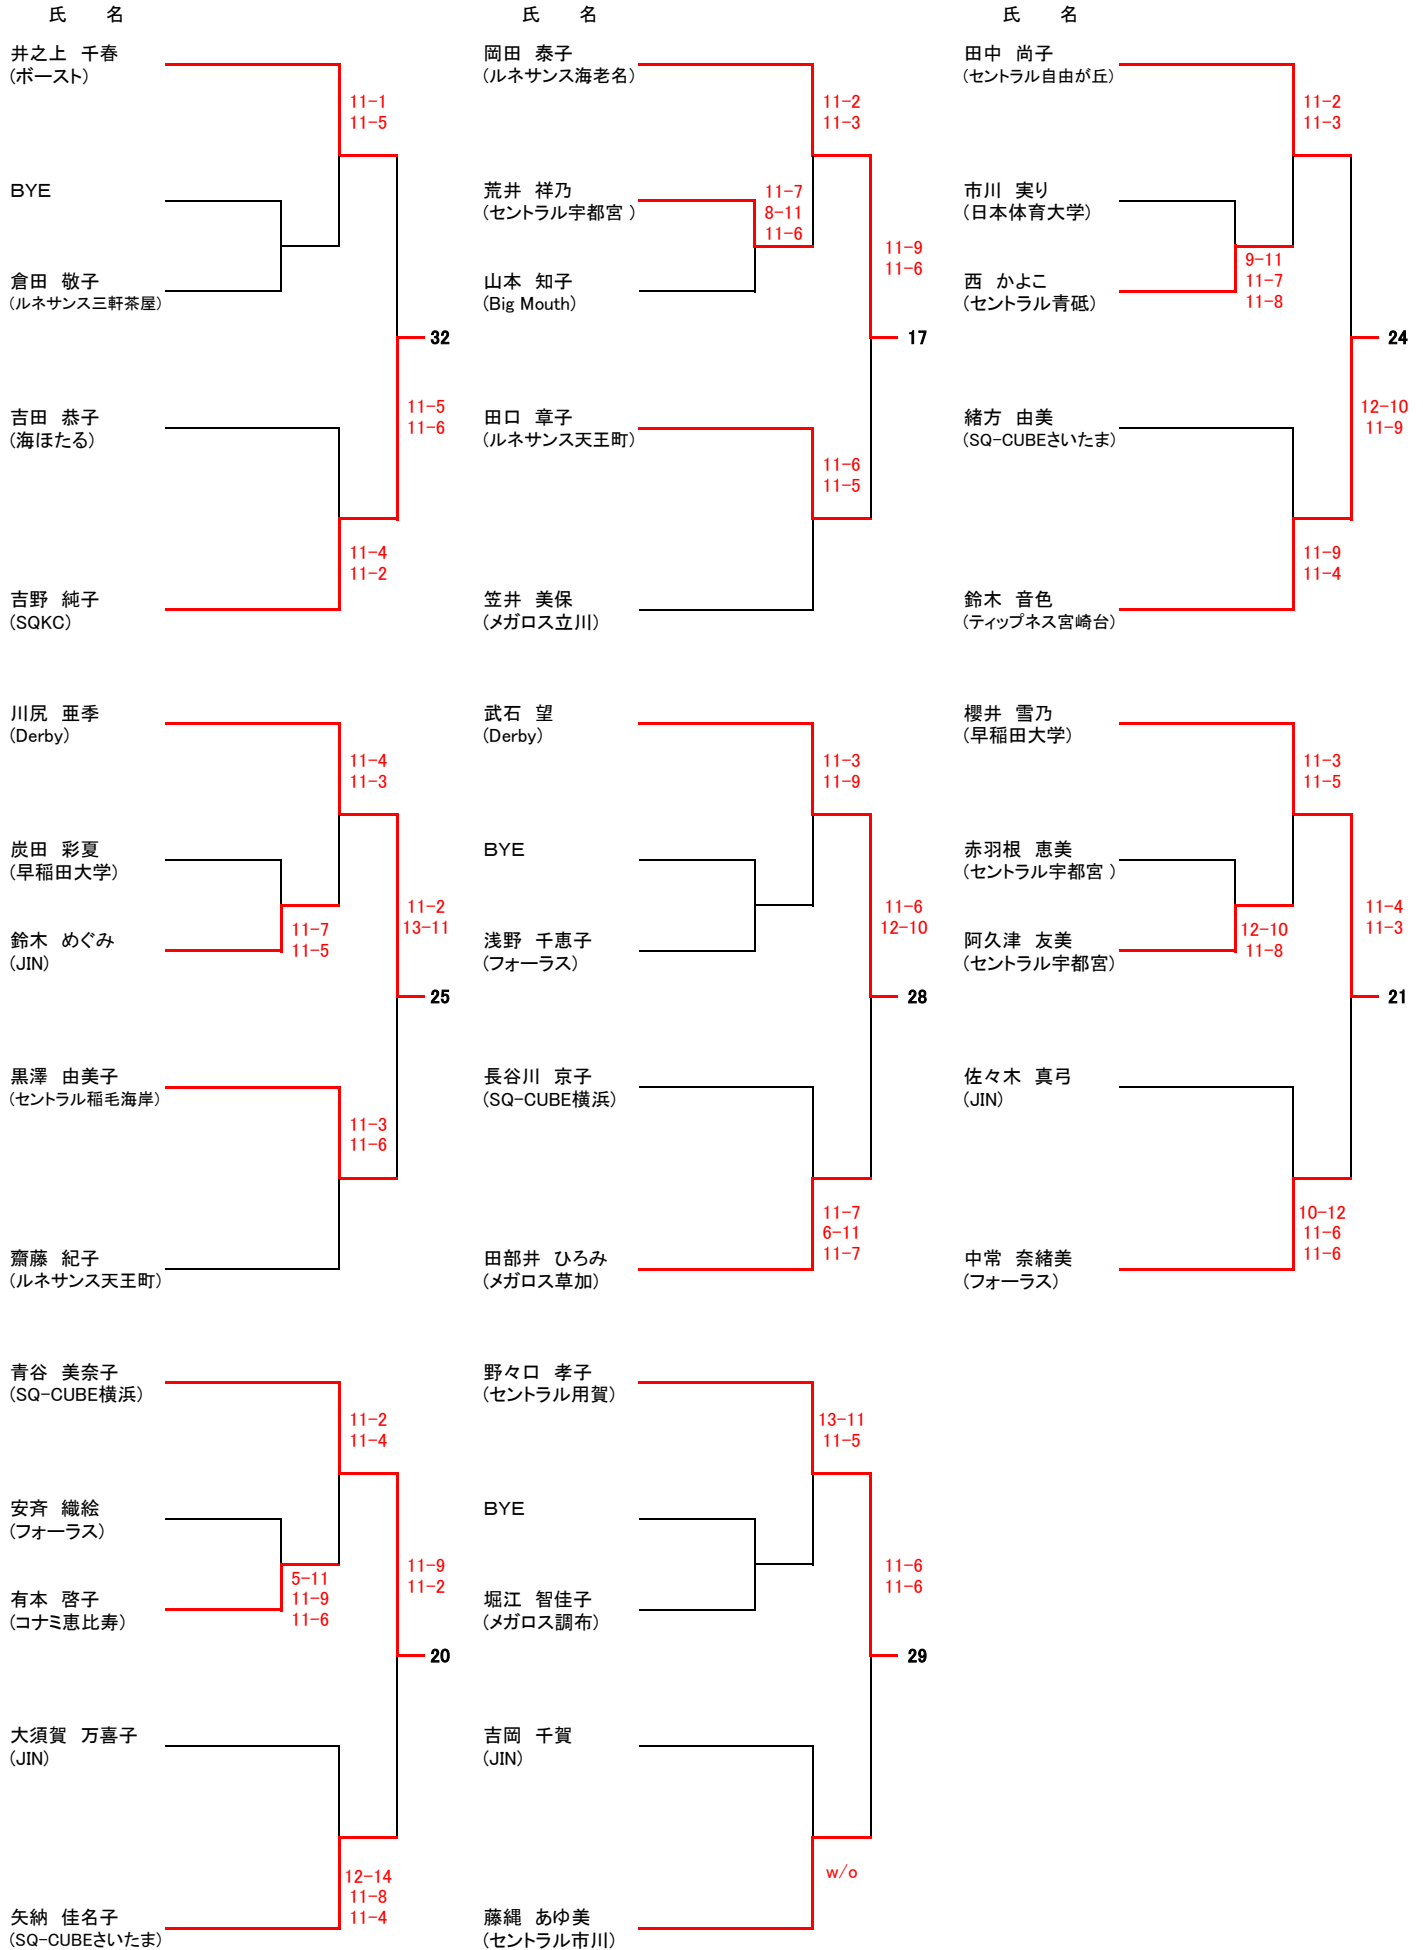 氏　名
井之上　千春
(ボースト)
11-1
11-5
BYE
倉田　敬子
(ルネサンス三軒茶屋)
32
吉田　恭子
(海ほたる)
11-5
11-6
11-4
11-2
吉野　純子
(SQKC)
川尻　亜季
(Derby)
11-4
11-3
炭田　彩夏
(早稲田大学)
11-2
13-11
鈴木　めぐみ
(JIN)
11-7
11-5
25
黒澤　由美子
(セントラル稲毛海岸)
11-3
11-6
齋藤　紀子
(ルネサンス天王町)
青谷　美奈子
(SQ-CUBE横浜)
11-2
11-4
安斉　織絵
(フォーラス)
11-9
11-2
有本　啓子
(コナミ恵比寿)
5-11
11-9
11-6
20
大須賀　万喜子
(JIN)
12-14
11-8
11-4
矢納　佳名子
(SQ-CUBEさいたま)
氏　名
岡田　泰子
(ルネサンス海老名)
11-2
11-3
荒井　祥乃
(セントラル宇都宮 )
11-7
8-11
11-6
11-9
11-6
山本　知子
(Big Mouth)
17
田口　章子
(ルネサンス天王町)
11-6
11-5
笠井　美保
(メガロス立川)
武石　望
(Derby)
11-3
11-9
BYE
11-6
12-10
浅野　千恵子
(フォーラス)
28
長谷川　京子
(SQ-CUBE横浜)
11-7
6-11
11-7
田部井　ひろみ
(メガロス草加)
野々口　孝子
(セントラル用賀)
13-11
11-5
BYE
11-6
11-6
堀江　智佳子
(メガロス調布)
29
吉岡　千賀
(JIN)
w/o
藤縄　あゆ美
(セントラル市川)
氏　名
田中　尚子
(セントラル自由が丘)
11-2
11-3
市川　実り
(日本体育大学)
西　かよこ
(セントラル青砥)
9-11
11-7
11-8
24
緒方　由美
(SQ-CUBEさいたま)
12-10
11-9
11-9
11-4
鈴木　音色
(ティップネス宮崎台)
櫻井　雪乃
(早稲田大学)
11-3
11-5
赤羽根　恵美
(セントラル宇都宮 )
11-4
11-3
阿久津　友美
(セントラル宇都宮)
12-10
11-8
21
佐々木　真弓
(JIN)
10-12
11-6
11-6
中常　奈緒美
(フォーラス)